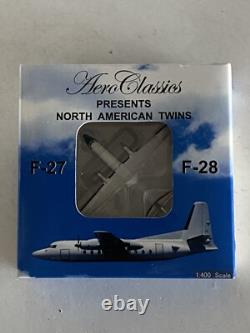 AeroClassics
PRESENTS
NORTH AMERICAN TWINS
F-27 F-28
1:400 Scale